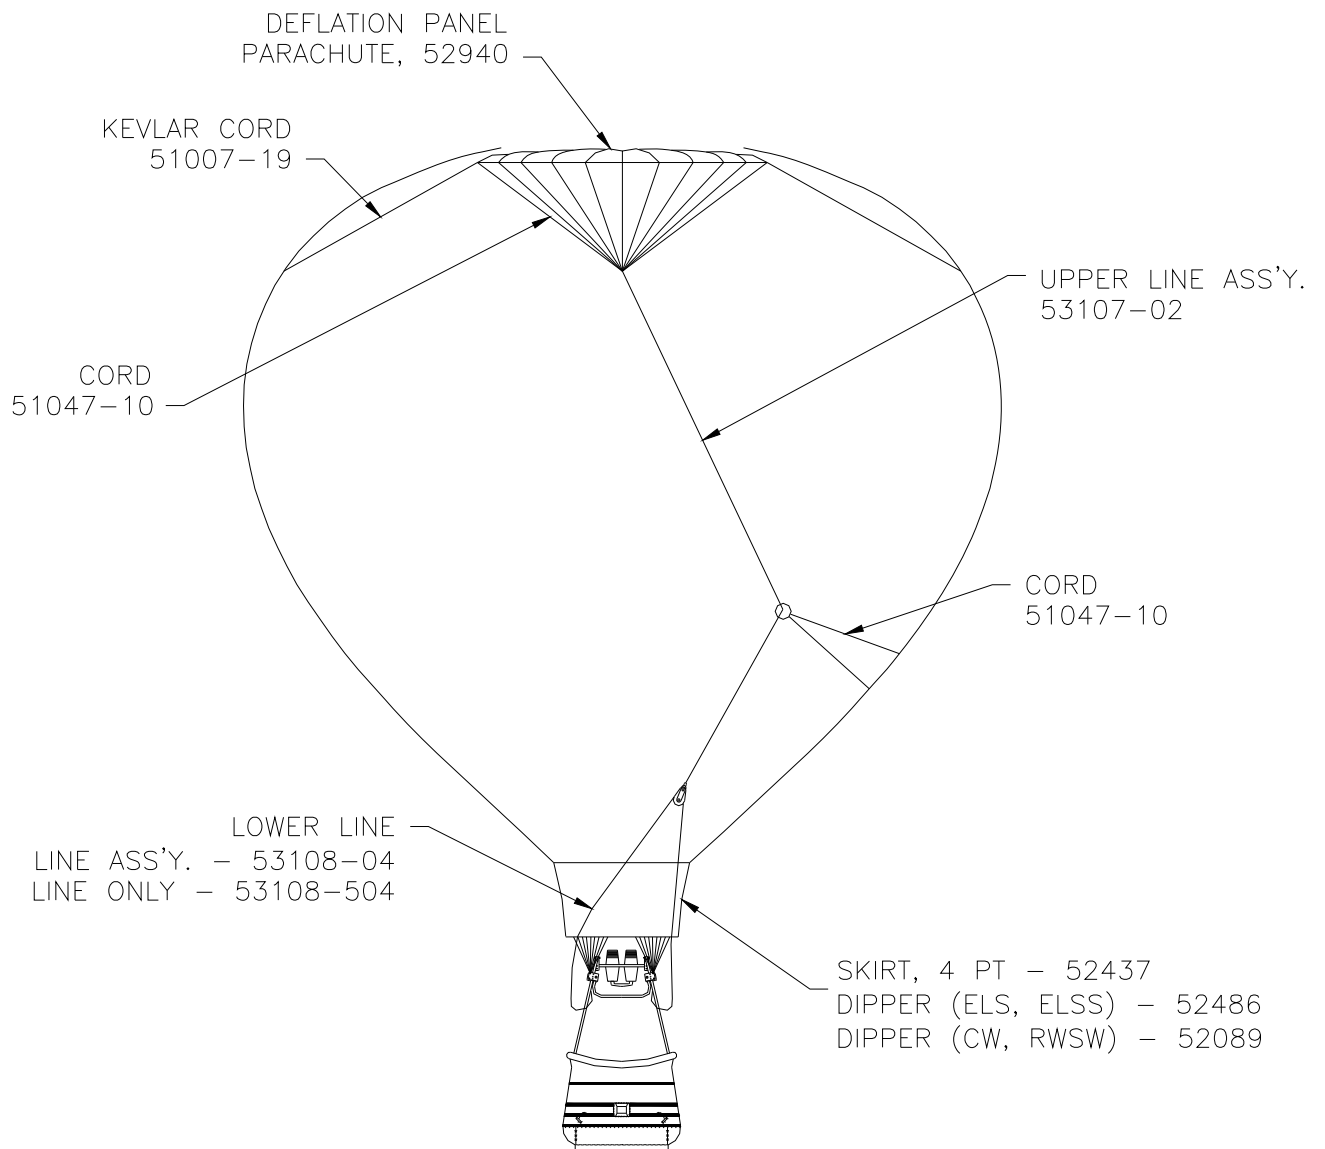 DEFLATION PANEL
PARACHUTE, 52940
KEVLAR CORD
51007-19
UPPER LINE ASS'Y.
53107-02
CORD
51047-10
CORD
51047-10
LOWER LINE
LINE ASS'Y. - 53108-04
LINE ONLY - 53108-504
SKIRT, 4 PT - 52437
DIPPER (ELS, ELSS) - 52486
DIPPER (CW, RWSW) - 52089